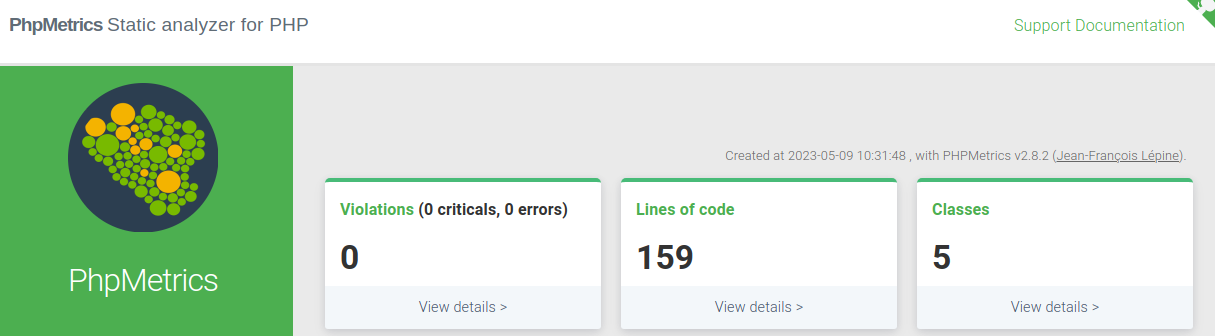 PhpMetrics Static analyzer for PHP
Support Documentation
PhpMetrics
Created at 2023-05-09 10:31:48 , with PHPMetrics v2.8.2 (Jean-François Lépine).
Violations (0 criticals, 0 errors)
0
View details >
Lines of code
159
View details >
Classes
5
View details >